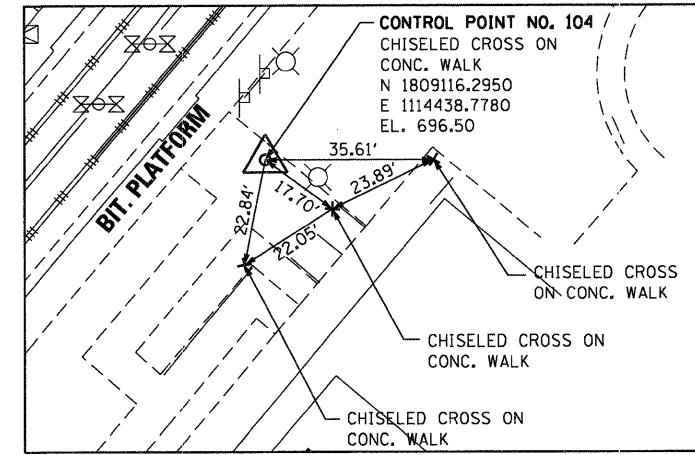 CONTROL POINT NO. 104
CHISELED CROSS ON
CONC. WALK
N 1809116.2950
E 1114438.7780
EL. 696.50
BIT. PLATFORM
35.61'
17.70'
23.89'
22.84'
22.05'
CHISELED CROSS
ON CONC. WALK
CHISELED CROSS ON
CONC. WALK
CHISELED CROSS ON
CONC. WALK